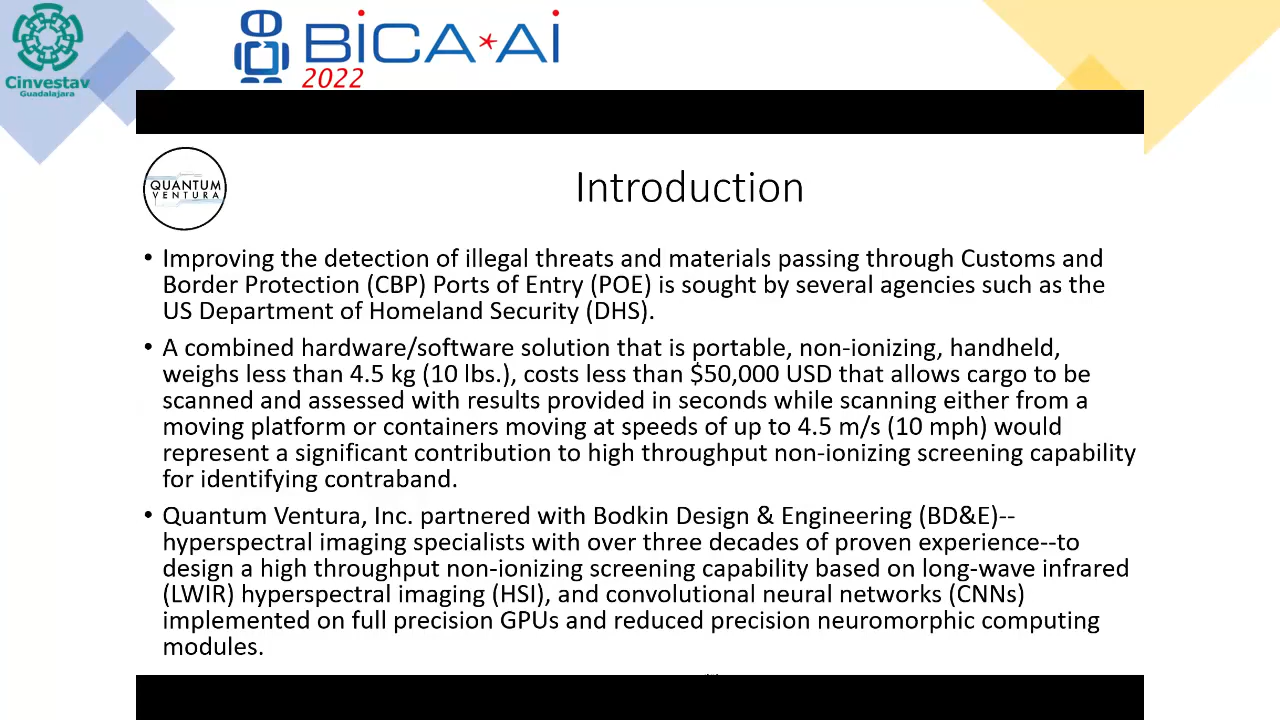 Cinvestav
Guadalajara
BiCA*Ai
2022
QUANTUM
VENTURA
Introduction
• Improving the detection of illegal threats and materials passing through Customs and
Border Protection (CBP) Ports of Entry (POE) is sought by several agencies such as the
US Department of Homeland Security (DHS).
• A combined hardware/software solution that is portable, non-ionizing, handheld,
weighs less than 4.5 kg (10 lbs.), costs less than $50,000 USD that allows cargo to be
scanned and assessed with results provided in seconds while scanning either from a
moving platform or containers moving at speeds of up to 4.5 m/s (10 mph) would
represent a significant contribution to high throughput non-ionizing screening capability
for identifying contraband.
• Quantum Ventura, Inc. partnered with Bodkin Design & Engineering (BD&E)--
hyperspectral imaging specialists with over three decades of proven experience--to
design a high throughput non-ionizing screening capability based on long-wave infrared
(LWIR) hyperspectral imaging (HSI), and convolutional neural networks (CNNs)
implemented on full precision GPUs and reduced precision neuromorphic computing
modules.